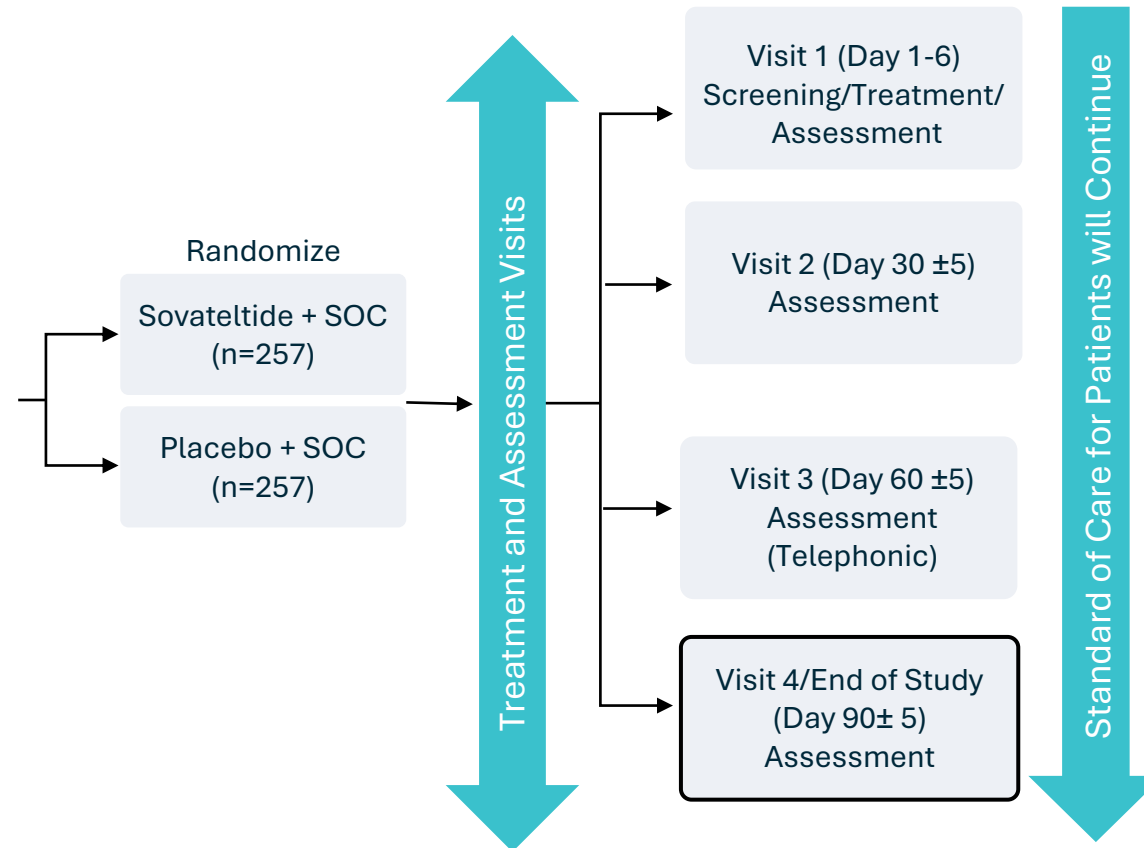 Randomize
Sovateltide + SOC
(n=257)
Placebo + SOC
(n=257)
Treatment and Assessment Visits
Visit 1 (Day 1-6)
Screening/Treatment/
Assessment
Visit 2 (Day 30 ±5)
Assessment
Visit 3 (Day 60 ±5)
Assessment
(Telephonic)
Visit 4/End of Study
(Day 90± 5)
Assessment
Standard of Care for Patients will Continue